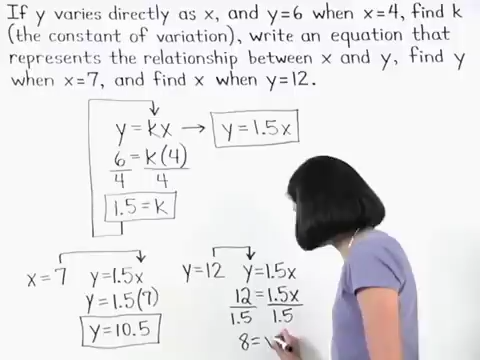 If y varies directly as x, and y=6 when x=4, find k
(the constant of variation), write an equation that
represents the relationship between x and y, find y
when x=7, and find x when y=12.
y=kx → y=1.5x
6/4 = k(4)/4
1.5=k
x=7 y=1.5x
y=1.5(7)
y=10.5
y=12 y=1.5x
12/1.5 = 1.5x/1.5
8=